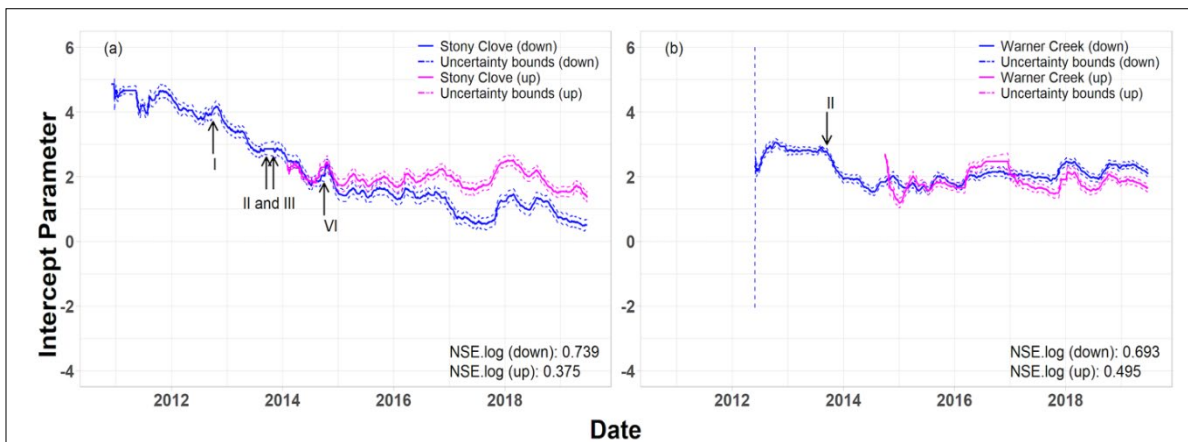 (a)
Stony Clove (down)
Uncertainty bounds (down)
Stony Clove (up)
Uncertainty bounds (up)
6
4
2
0
-2
-4
I
II and III
VI
NSE.log (down): 0.739
NSE.log (up): 0.375
2012 2014 2016 2018
(b)
Warner Creek (down)
Uncertainty bounds (down)
Warner Creek (up)
Uncertainty bounds (up)
6
4
2
0
-2
-4
II
NSE.log (down): 0.693
NSE.log (up): 0.495
2012 2014 2016 2018
Intercept Parameter
Date